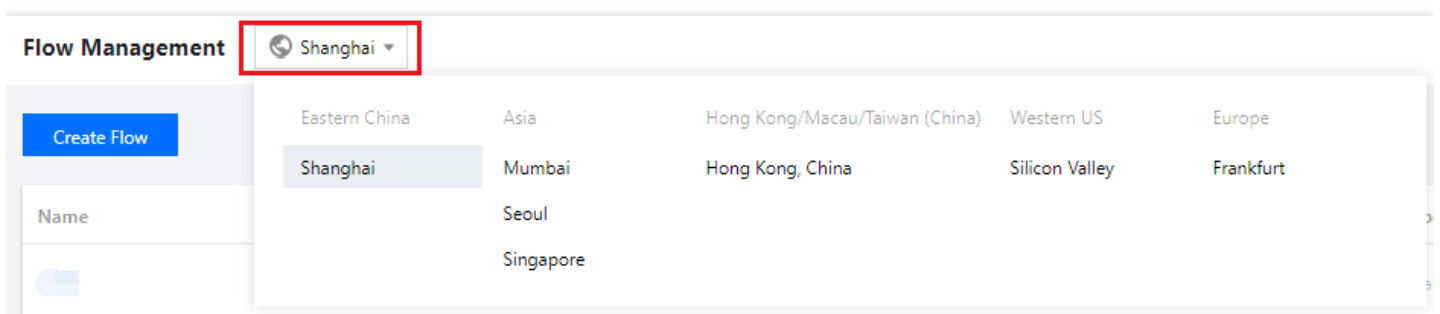 Flow Management Shanghai
Create Flow
Eastern China Asia Hong Kong/Macau/Taiwan (China) Western US Europe
Shanghai Mumbai Hong Kong, China Silicon Valley Frankfurt
Name Seoul
Singapore